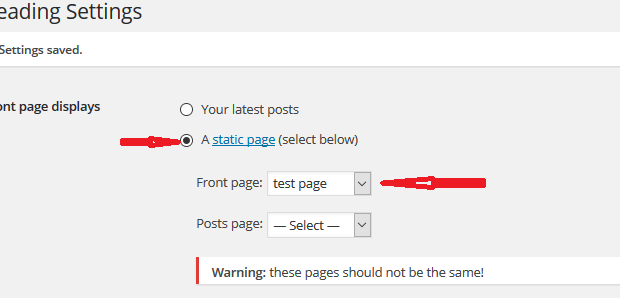 eading Settings
Settings saved.
ont page displays
Your latest posts
A static page (select below)
Front page: test page
Posts page: — Select —
Warning: these pages should not be the same!